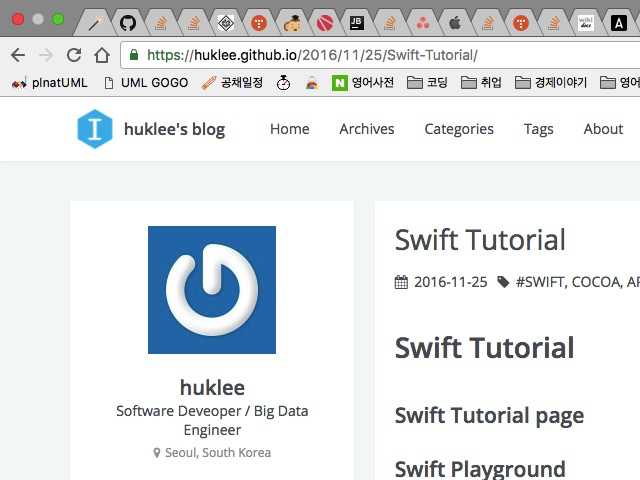 https://huklee.github.io/2016/11/25/Swift-Tutorial/
plnatUML UML GOGO 공채일정 N 영어사전 코딩 취업 경제이야기 영어
huklee's blog Home Archives Categories Tags About
Swift Tutorial
2016-11-25 #SWIFT, COCOA, AP
Swift Tutorial
Swift Tutorial page
Swift Playground
huklee
Software Deveoper / Big Data
Engineer
Seoul, South Korea